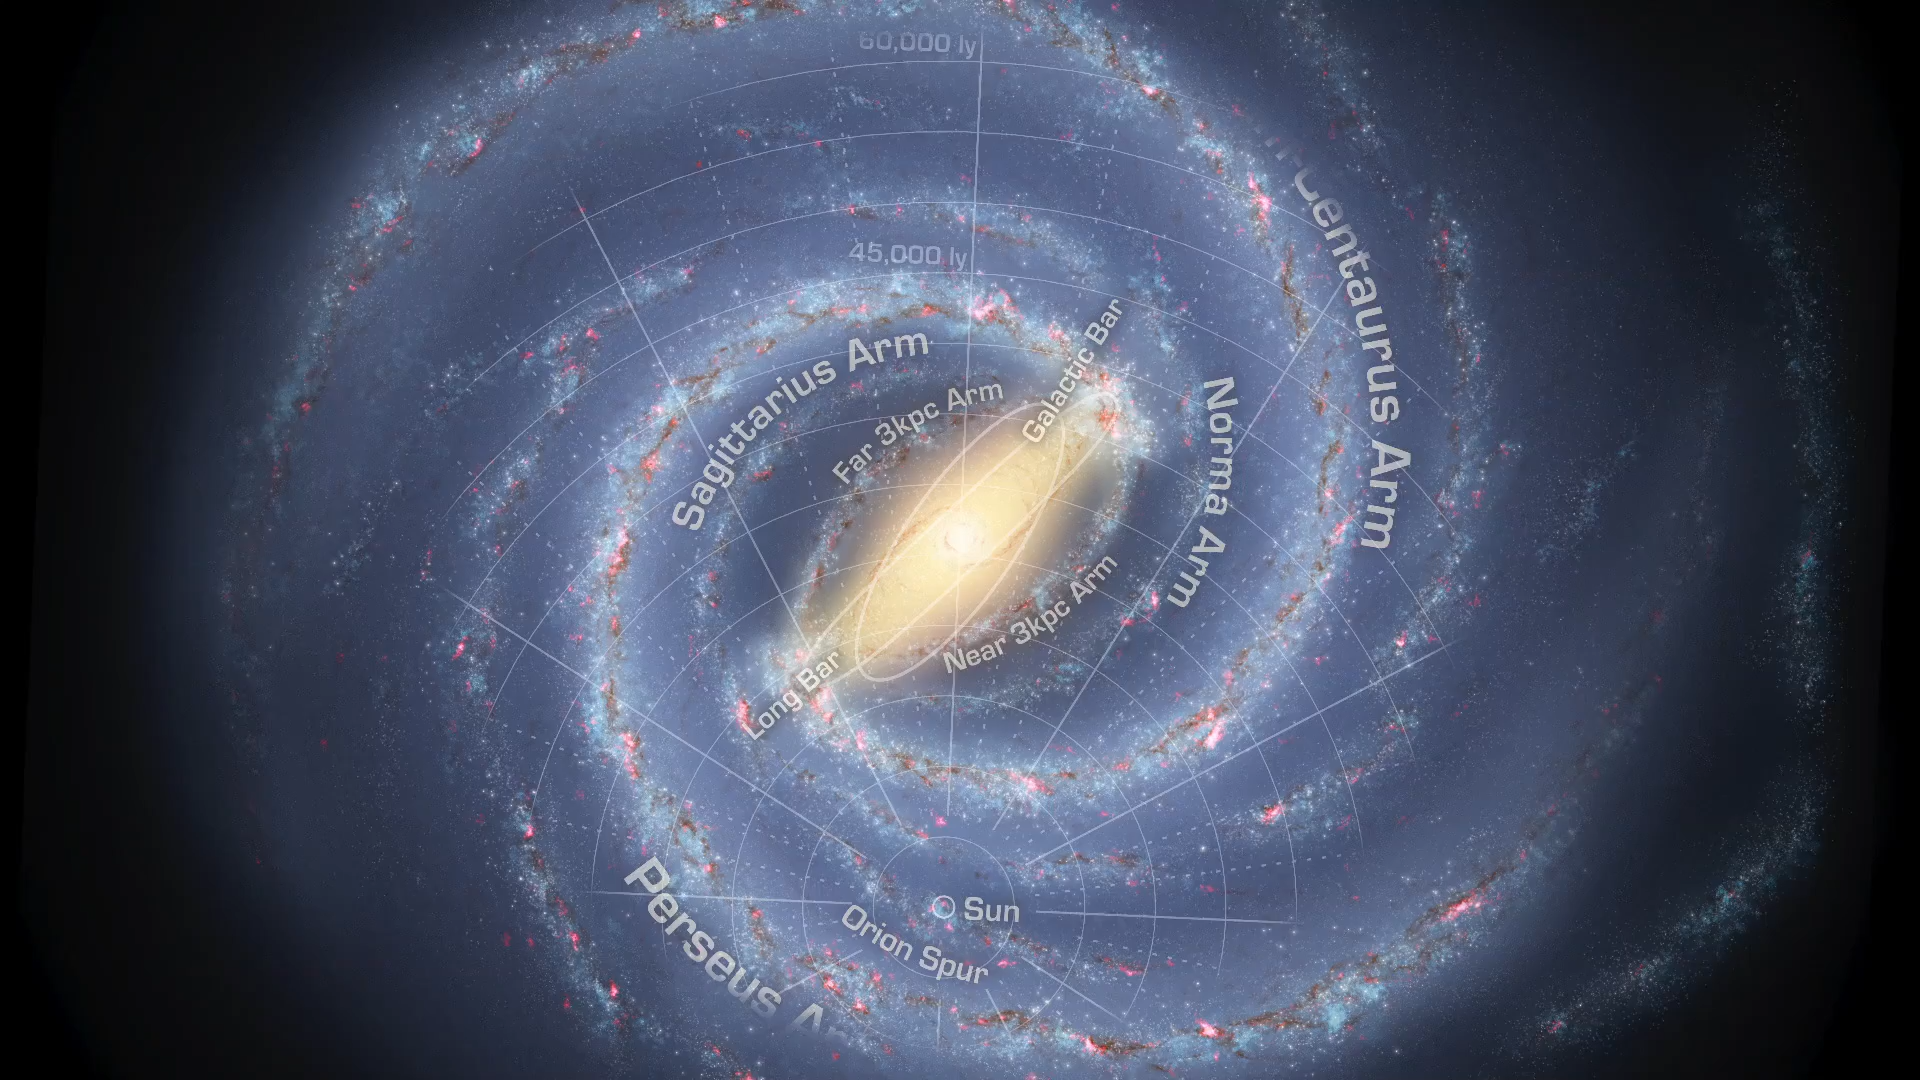 60,000 ly
-Centaurus Arm
45,000 ly
Galactic Bar
Sagittarius Arm
Far 3kpc Arm
Norma Arm
Near 3kpc Arm
Long Bar
Perseus
Sun
Orion Spur